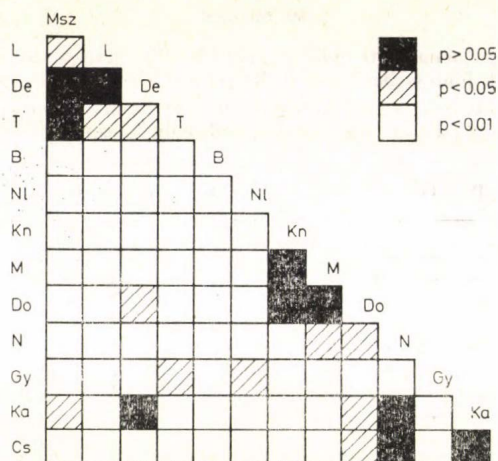 Msz
L L p > 0.05
De De p < 0.05
T T p < 0.01
B B
Nl Nl
Kn Kn
M M
Do Do
N N
Gy Gy
Ka Ka
Cs